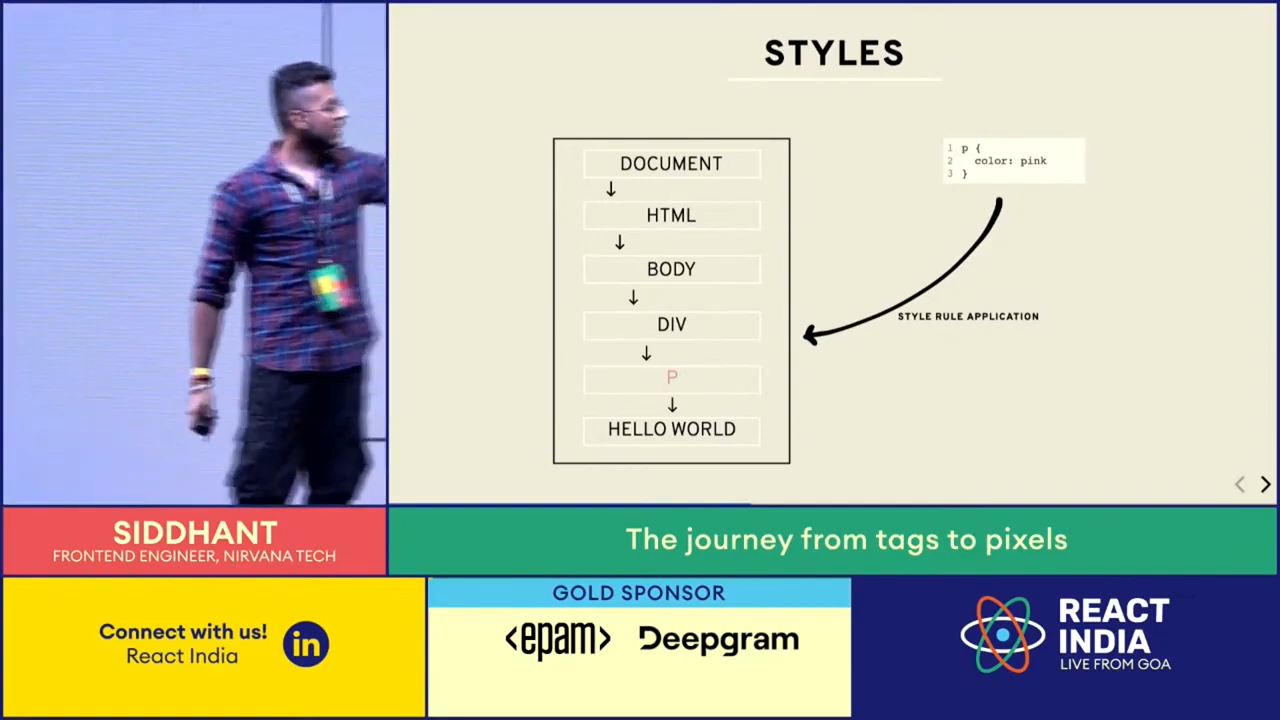 STYLES
DOCUMENT
↓
HTML
↓
BODY
↓
DIV
↓
P
↓
HELLO WORLD
1 p {
2 color: pink
3 }
STYLE RULE APPLICATION
SIDDHANT
FRONTEND ENGINEER, NIRVANA TECH
The journey from tags to pixels
Connect with us!
React India
in
GOLD SPONSOR
<epam> Deepgram
REACT
INDIA
LIVE FROM GOA